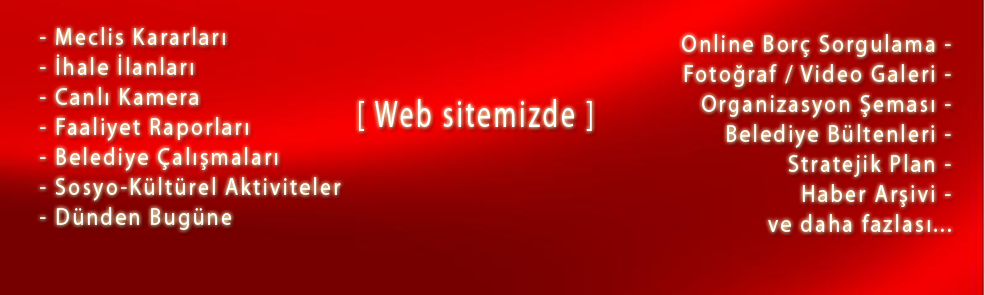 - Meclis Kararları
- İhale İlanları
- Canlı Kamera
- Faaliyet Raporları
- Belediye Çalışmaları
- Sosyo-Kültürel Aktiviteler
- Dünden Bugüne
[ Web sitemizde ]
Online Borç Sorgulama -
Fotoğraf / Video Galeri -
Organizasyon Şeması -
Belediye Bültenleri -
Stratejik Plan -
Haber Arşivi -
ve daha fazlası...